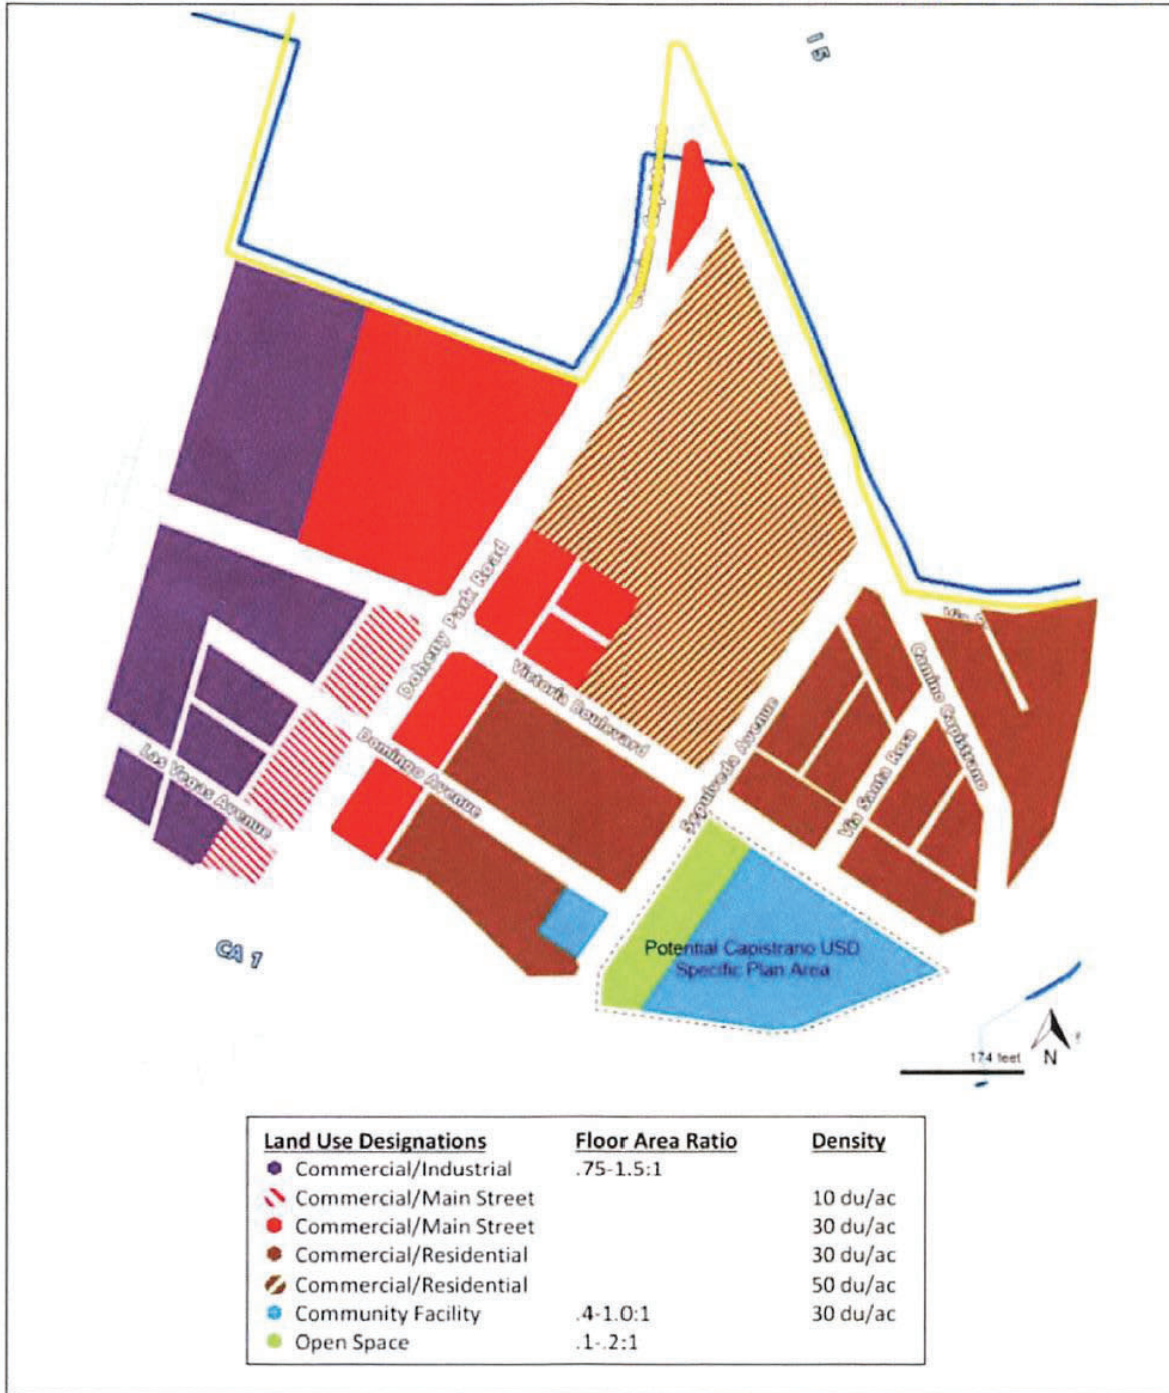 I 5
Doheny Park Road
Victoria Boulevard
Domingo Avenue
Las Vegas Avenue
Sepulveda Avenue
Via Santa Rosa
Camino Capistrano
CA 1
Potential Capistrano USD
Specific Plan Area
174 feet
N
Land Use Designations Floor Area Ratio Density
Commercial/Industrial .75-1.5:1
Commercial/Main Street 10 du/ac
Commercial/Main Street 30 du/ac
Commercial/Residential 30 du/ac
Commercial/Residential 50 du/ac
Community Facility .4-1.0:1 30 du/ac
Open Space .1-.2:1